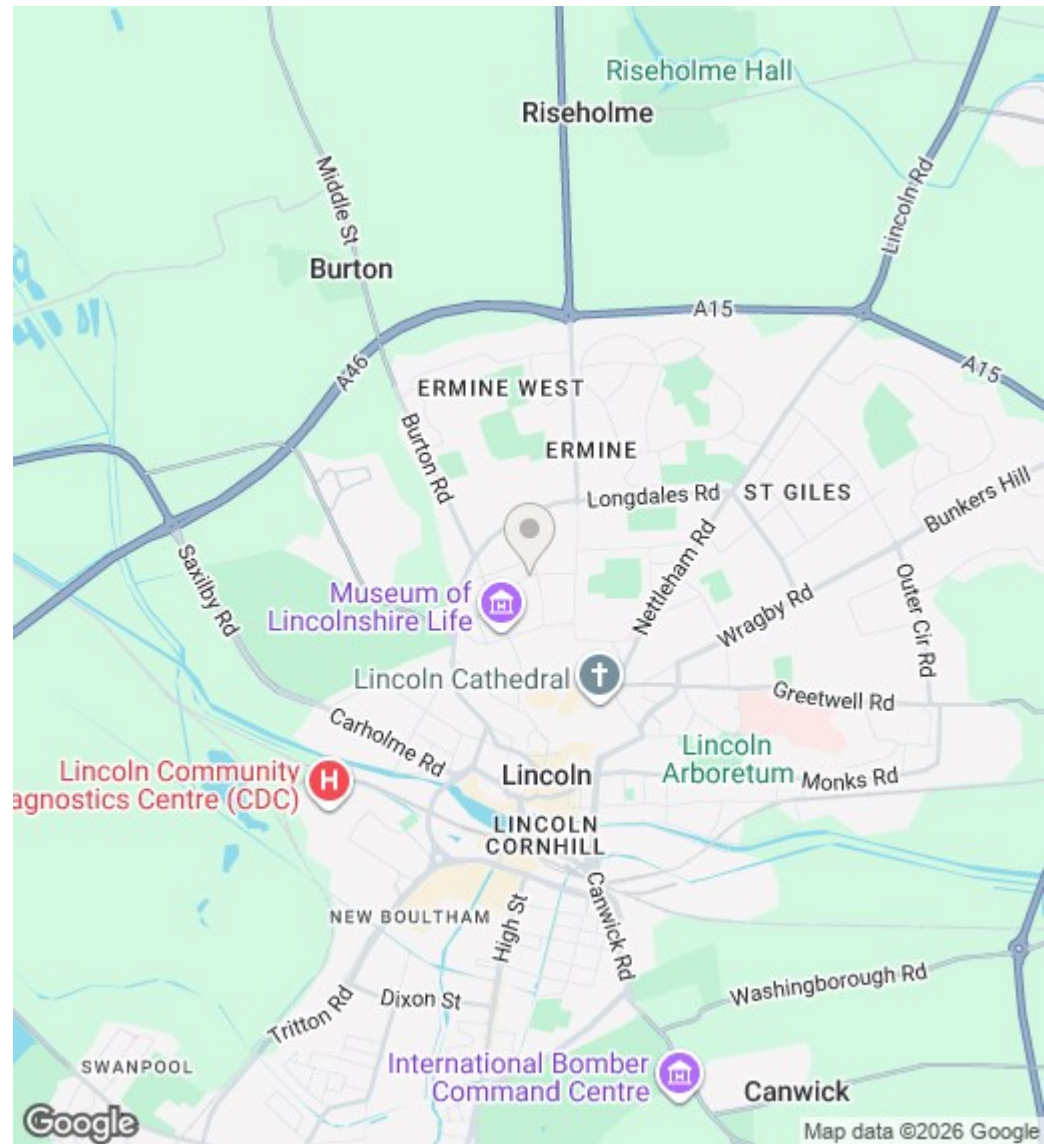 Riseholme Hall
Riseholme
Middle St
Lincoln Rd
Burton
A15
A46
A15
ERMINE WEST
Burton Rd
ERMINE
Longdales Rd
ST GILES
Bunkers Hill
Nettleham Rd
Saxilby Rd
Museum of
Lincolnshire Life
Wragby Rd
Outer Cir Rd
Lincoln Cathedral
Greetwell Rd
Carholme Rd
Lincoln
Arboretum
Lincoln Community
agnostics Centre (CDC)
H
Lincoln
Monks Rd
LINCOLN
CORNHILL
Canwick Rd
High St
NEW BOULTHAM
Washingborough Rd
Dixon St
Tritton Rd
SWANPOOL
International Bomber
Command Centre
Canwick
Google
Map data ©2026 Google